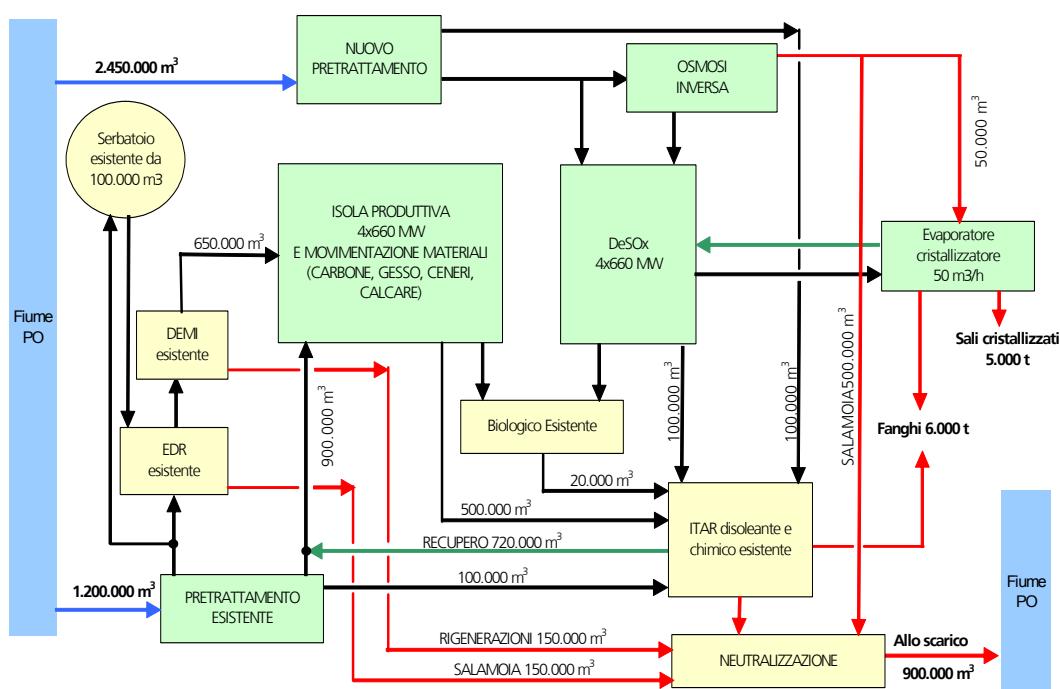 NUOVO
PRETRATTAMENTO
OSMOSI
INVERSA
2.450.000 m³
50.000 m³
Serbatoio
esistente da
100.000 m3
ISOLA PRODUTTIVA
4x660 MW
E MOVIMENTAZIONE MATERIALI
(CARBONE, GESSO, CENERI,
CALCARE)
DeSOx
4x660 MW
Evaporatore
cristallizzatore
50 m3/h
650.000 m³
Fiume
PO
DEMI
esistente
Sali cristallizzati
5.000 t
900.000 m³
100.000 m³
100.000 m³
SALAMOIA500.000 m³
Biologico Esistente
Fanghi 6.000 t
EDR
esistente
20.000 m³
500.000 m³
ITAR disoleante e
chimico esistente
RECUPERO 720.000 m³
100.000 m³
1.200.000 m³
PRETRATTAMENTO
ESISTENTE
Fiume
PO
RIGENERAZIONI 150.000 m³
SALAMOIA 150.000 m³
NEUTRALIZZAZIONE
Allo scarico
900.000 m³